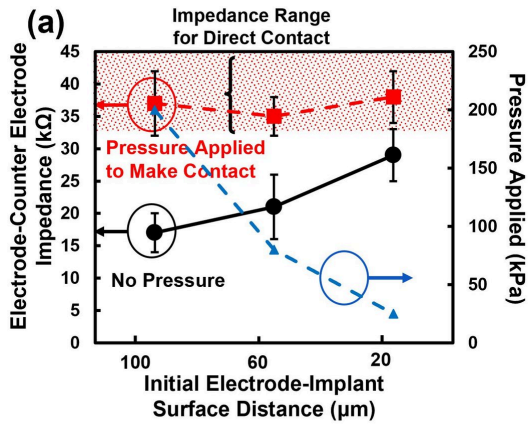 (a)
Impedance Range
for Direct Contact
Electrode-Counter Electrode
Impedance (kΩ)
45
40
35
30
25
20
15
10
5
0
Pressure Applied
to Make Contact
No Pressure
250
200
150
100
50
0
Pressure Applied (kPa)
100
60
20
Initial Electrode-Implant
Surface Distance (μm)